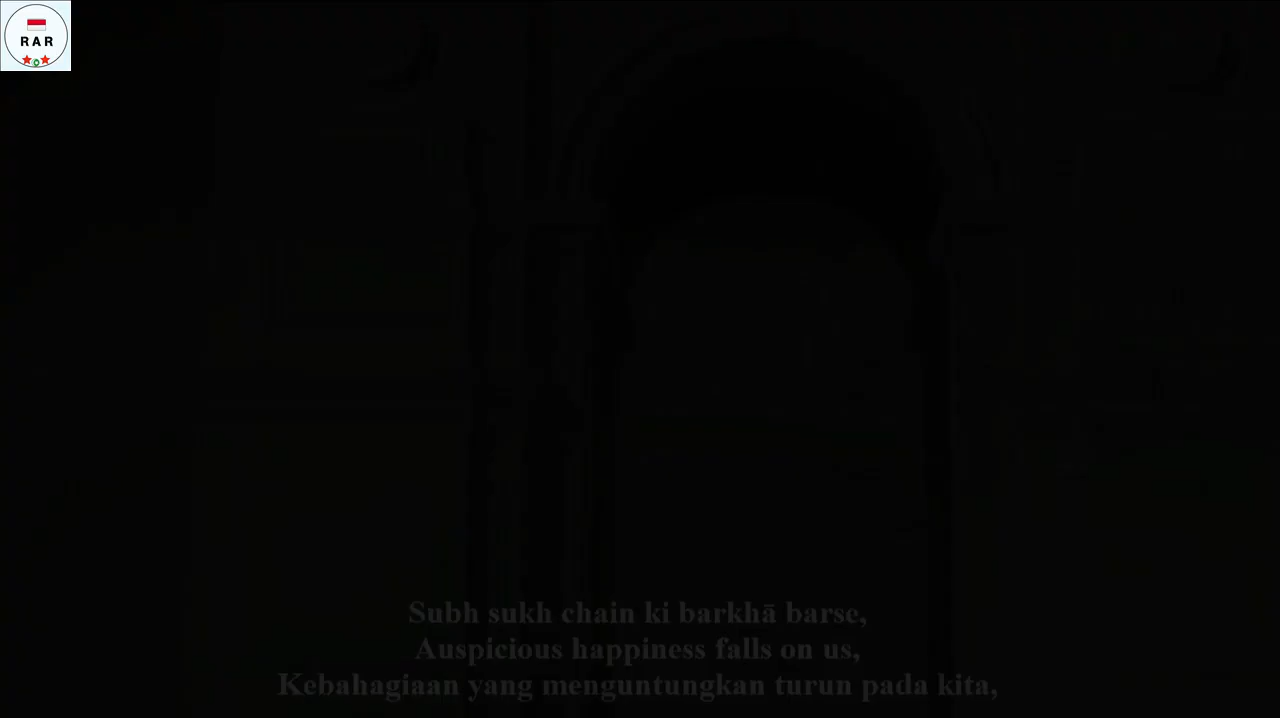 RAR
Subh sukh chain ki barkhā barse,
Auspicious happiness falls on us,
Kebahagiaan yang menguntungkan turun pada kita,